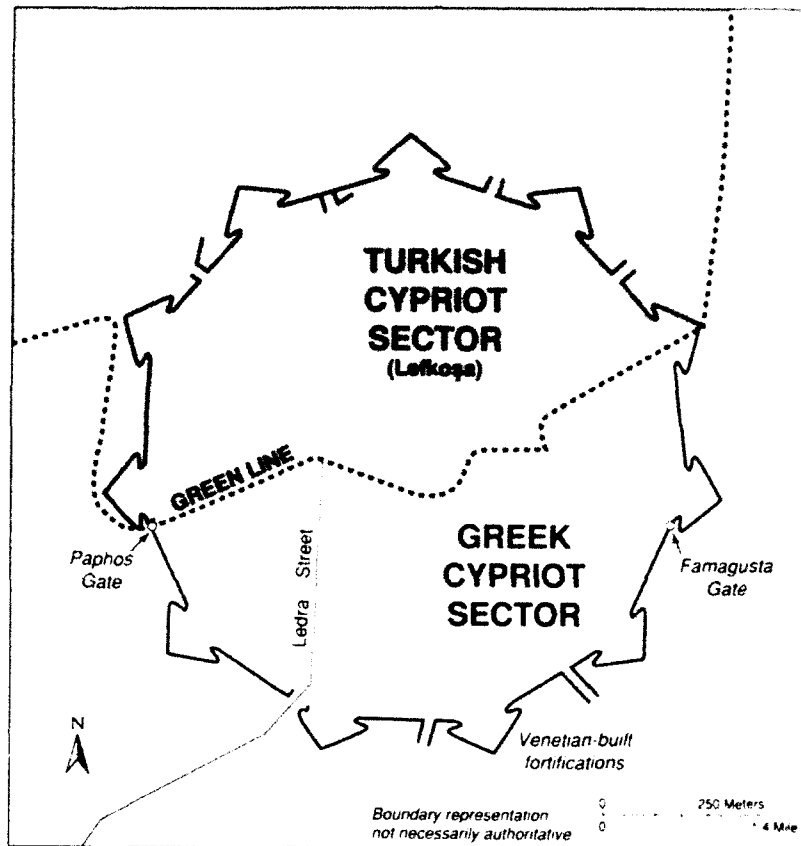 TURKISH
CYPRIOT
SECTOR
(Lefkoşa)
GREEN LINE
Paphos
Gate
Ledra Street
GREEK
CYPRIOT
SECTOR
Famagusta
Gate
N
Venetian-built
fortifications
Boundary representation
not necessarily authoritative
0 250 Meters
0 4 Mile